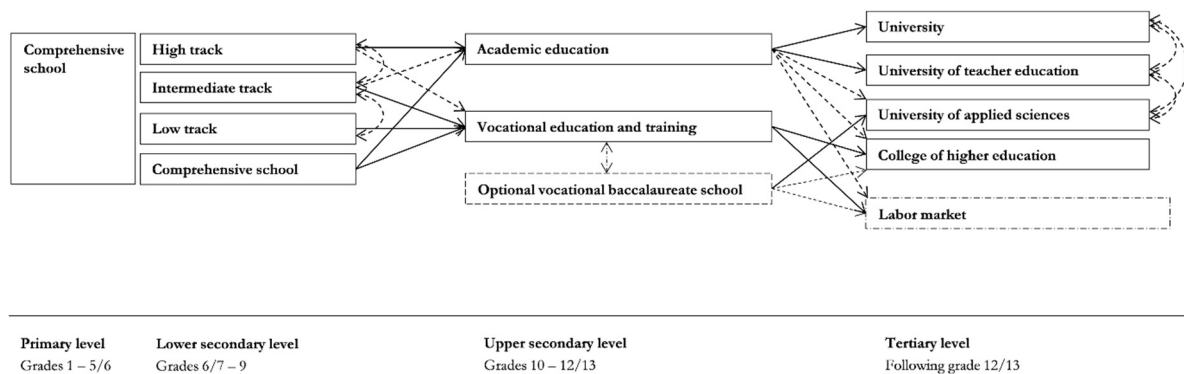 Comprehensive
school
High track
Intermediate track
Low track
Comprehensive school
Academic education
Vocational education and training
Optional vocational baccalaureate school
University
University of teacher education
University of applied sciences
College of higher education
Labor market
Primary level
Grades 1 – 5/6
Lower secondary level
Grades 6/7 – 9
Upper secondary level
Grades 10 – 12/13
Tertiary level
Following grade 12/13